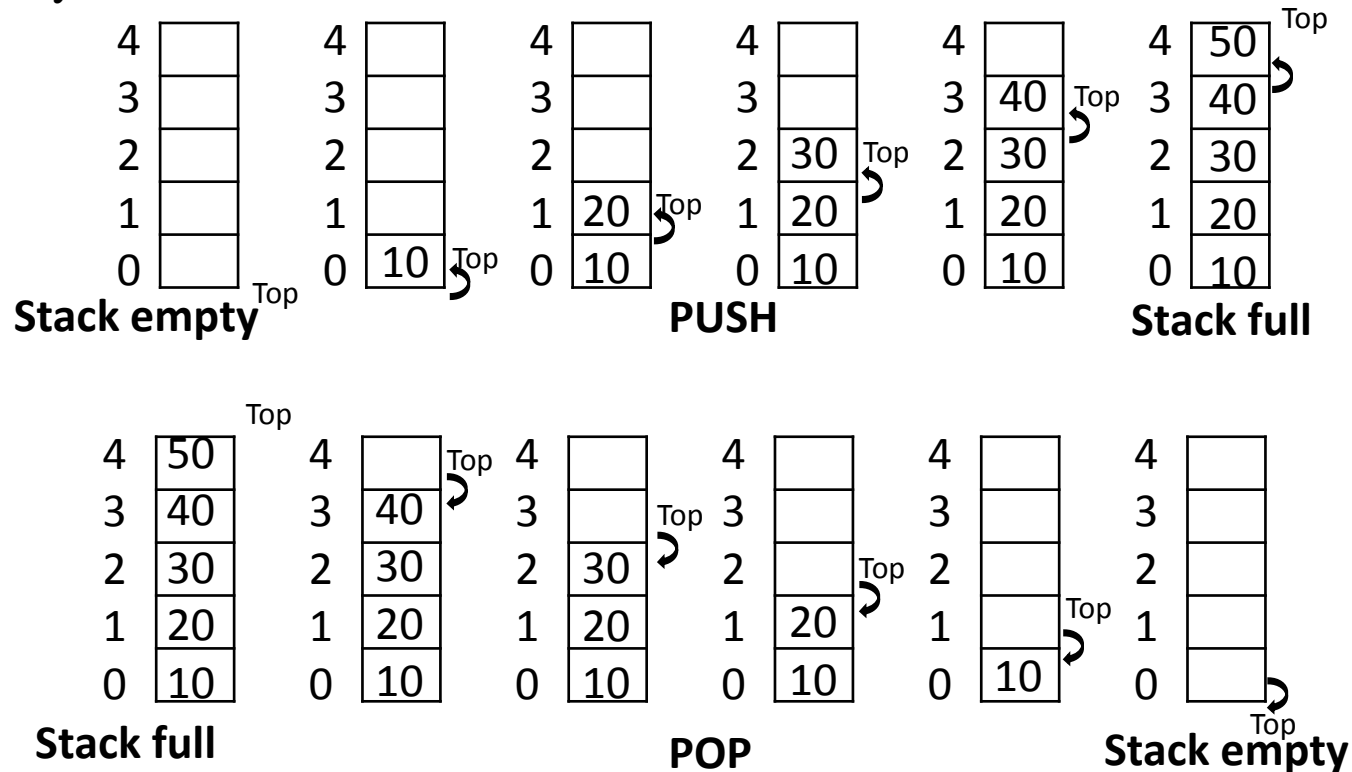 Top
4 4 4 4 4 4 50
3 3 3 3 3 40 Top 3 40
2 2 2 2 30 Top 2 30 2 30
1 1 1 20 Top 1 20 1 20 1 20
0 0 10 Top 0 10 0 10 0 10 0 10
Top
Stack empty PUSH Stack full
Top
4 50 4 Top 4 4 4 4
3 40 3 40 3 Top 3 3 3
2 30 2 30 2 30 2 Top 2 2
1 20 1 20 1 20 1 20 1 Top 1
0 10 0 10 0 10 0 10 0 10 0
Top
Stack full POP Stack empty